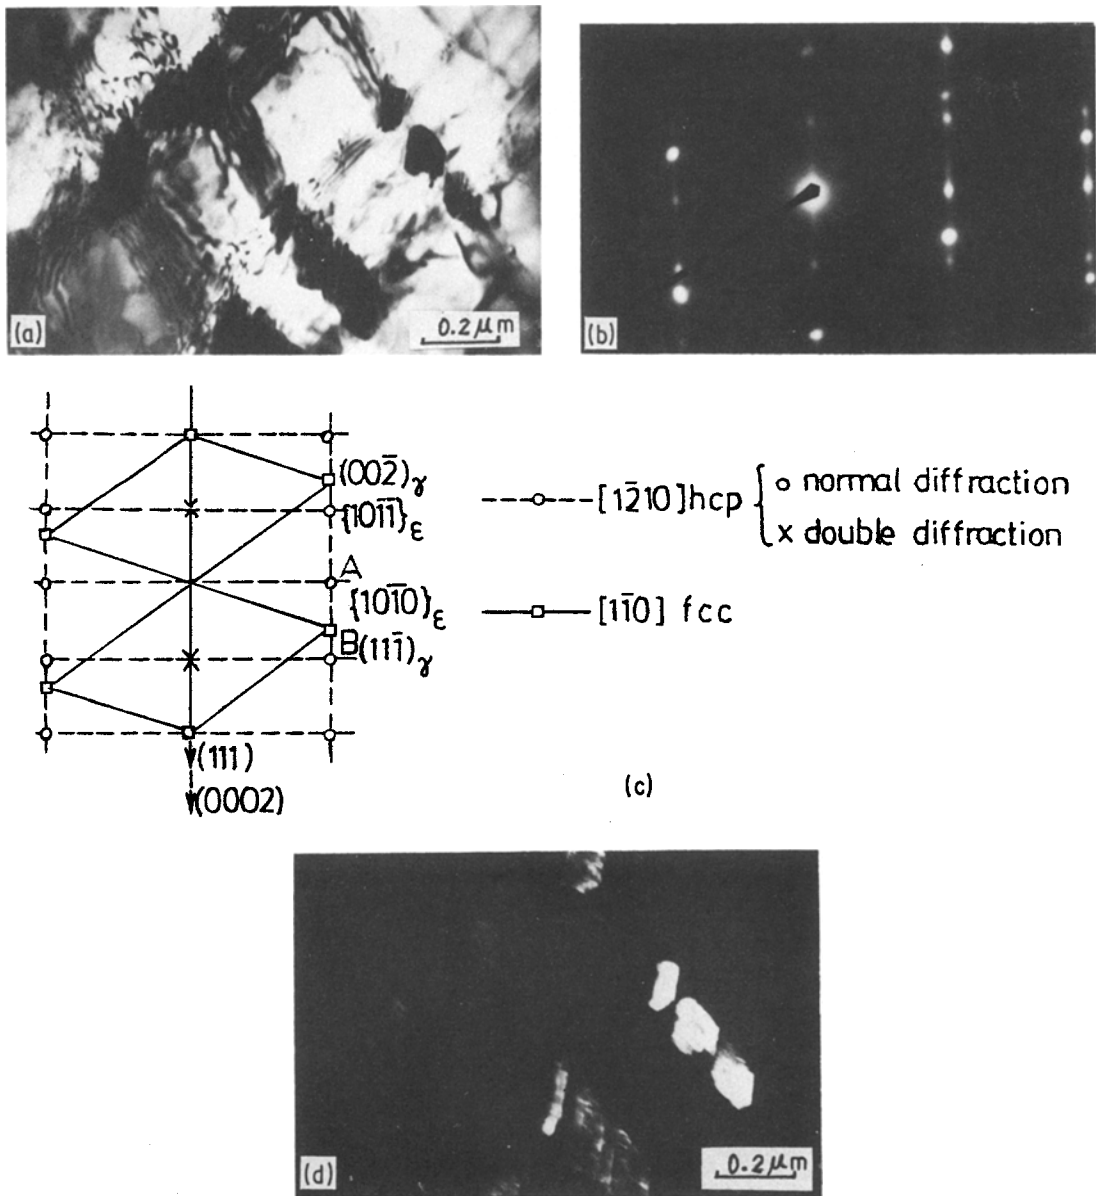 (a)
0.2 μm
(b)
(002̄)γ
{101̄1̄}ε
A
{101̄0}ε
B (111̄)γ
(111)
(0002)
--o-- [12̄10] hcp { o normal diffraction
x double diffraction
—□— [11̄0] fcc
(c)
(d)
0.2 μm